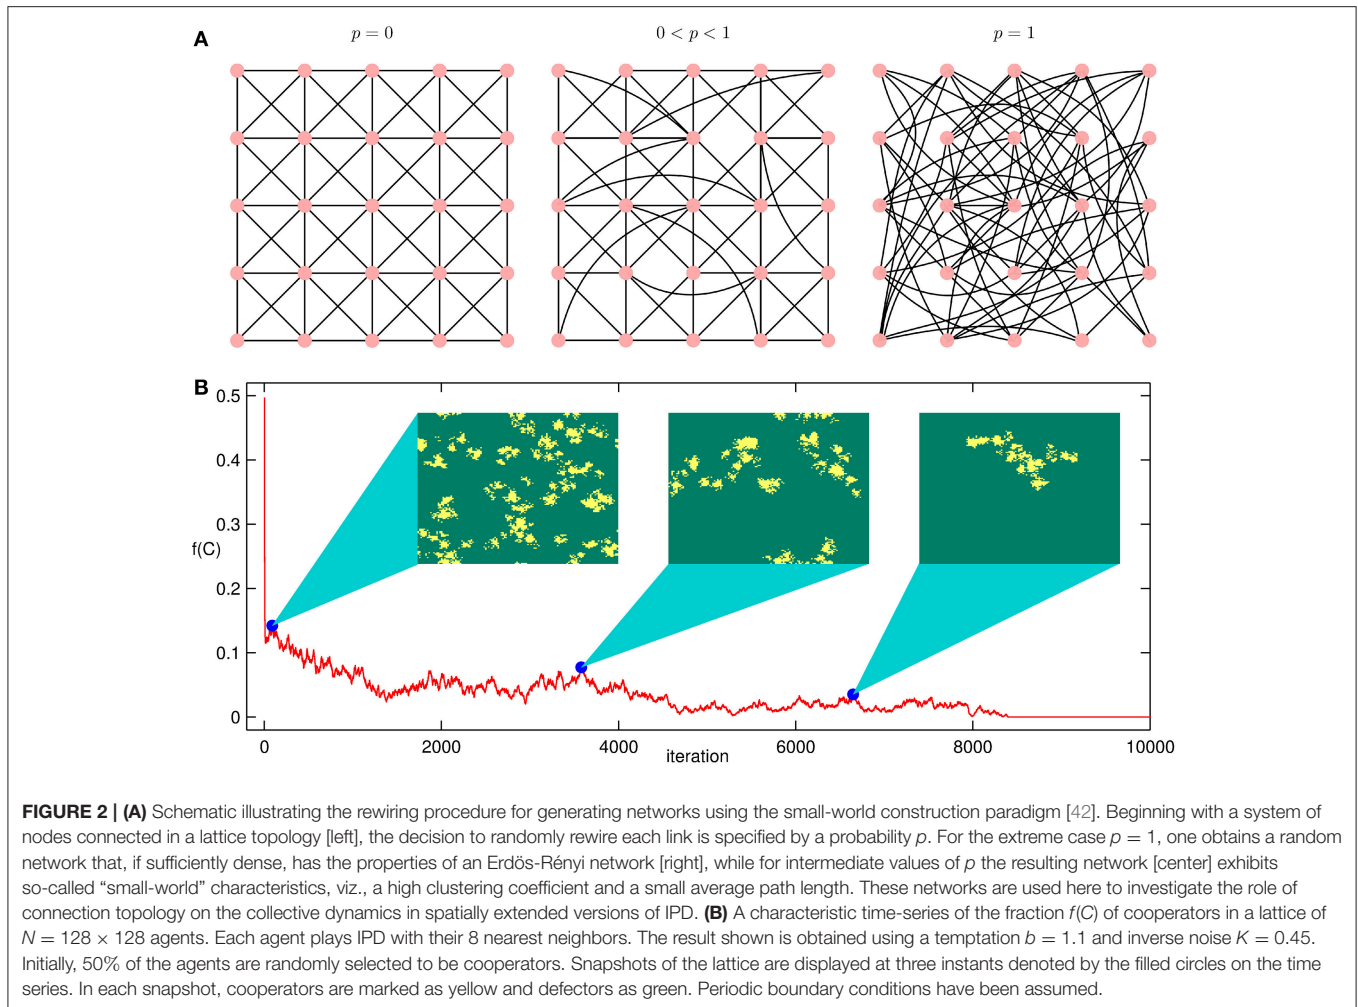 A
p = 0
0 < p < 1
p = 1
B
0.5
0.4
0.3
f(C)
0.2
0.1
0
0 2000 4000 6000 8000 10000
iteration
FIGURE 2 | (A) Schematic illustrating the rewiring procedure for generating networks using the small-world construction paradigm [42]. Beginning with a system of
nodes connected in a lattice topology [left], the decision to randomly rewire each link is specified by a probability p. For the extreme case p = 1, one obtains a random
network that, if sufficiently dense, has the properties of an Erdös-Rényi network [right], while for intermediate values of p the resulting network [center] exhibits
so-called “small-world” characteristics, viz., a high clustering coefficient and a small average path length. These networks are used here to investigate the role of
connection topology on the collective dynamics in spatially extended versions of IPD. (B) A characteristic time-series of the fraction f(C) of cooperators in a lattice of
N = 128 × 128 agents. Each agent plays IPD with their 8 nearest neighbors. The result shown is obtained using a temptation b = 1.1 and inverse noise K = 0.45.
Initially, 50% of the agents are randomly selected to be cooperators. Snapshots of the lattice are displayed at three instants denoted by the filled circles on the time
series. In each snapshot, cooperators are marked as yellow and defectors as green. Periodic boundary conditions have been assumed.